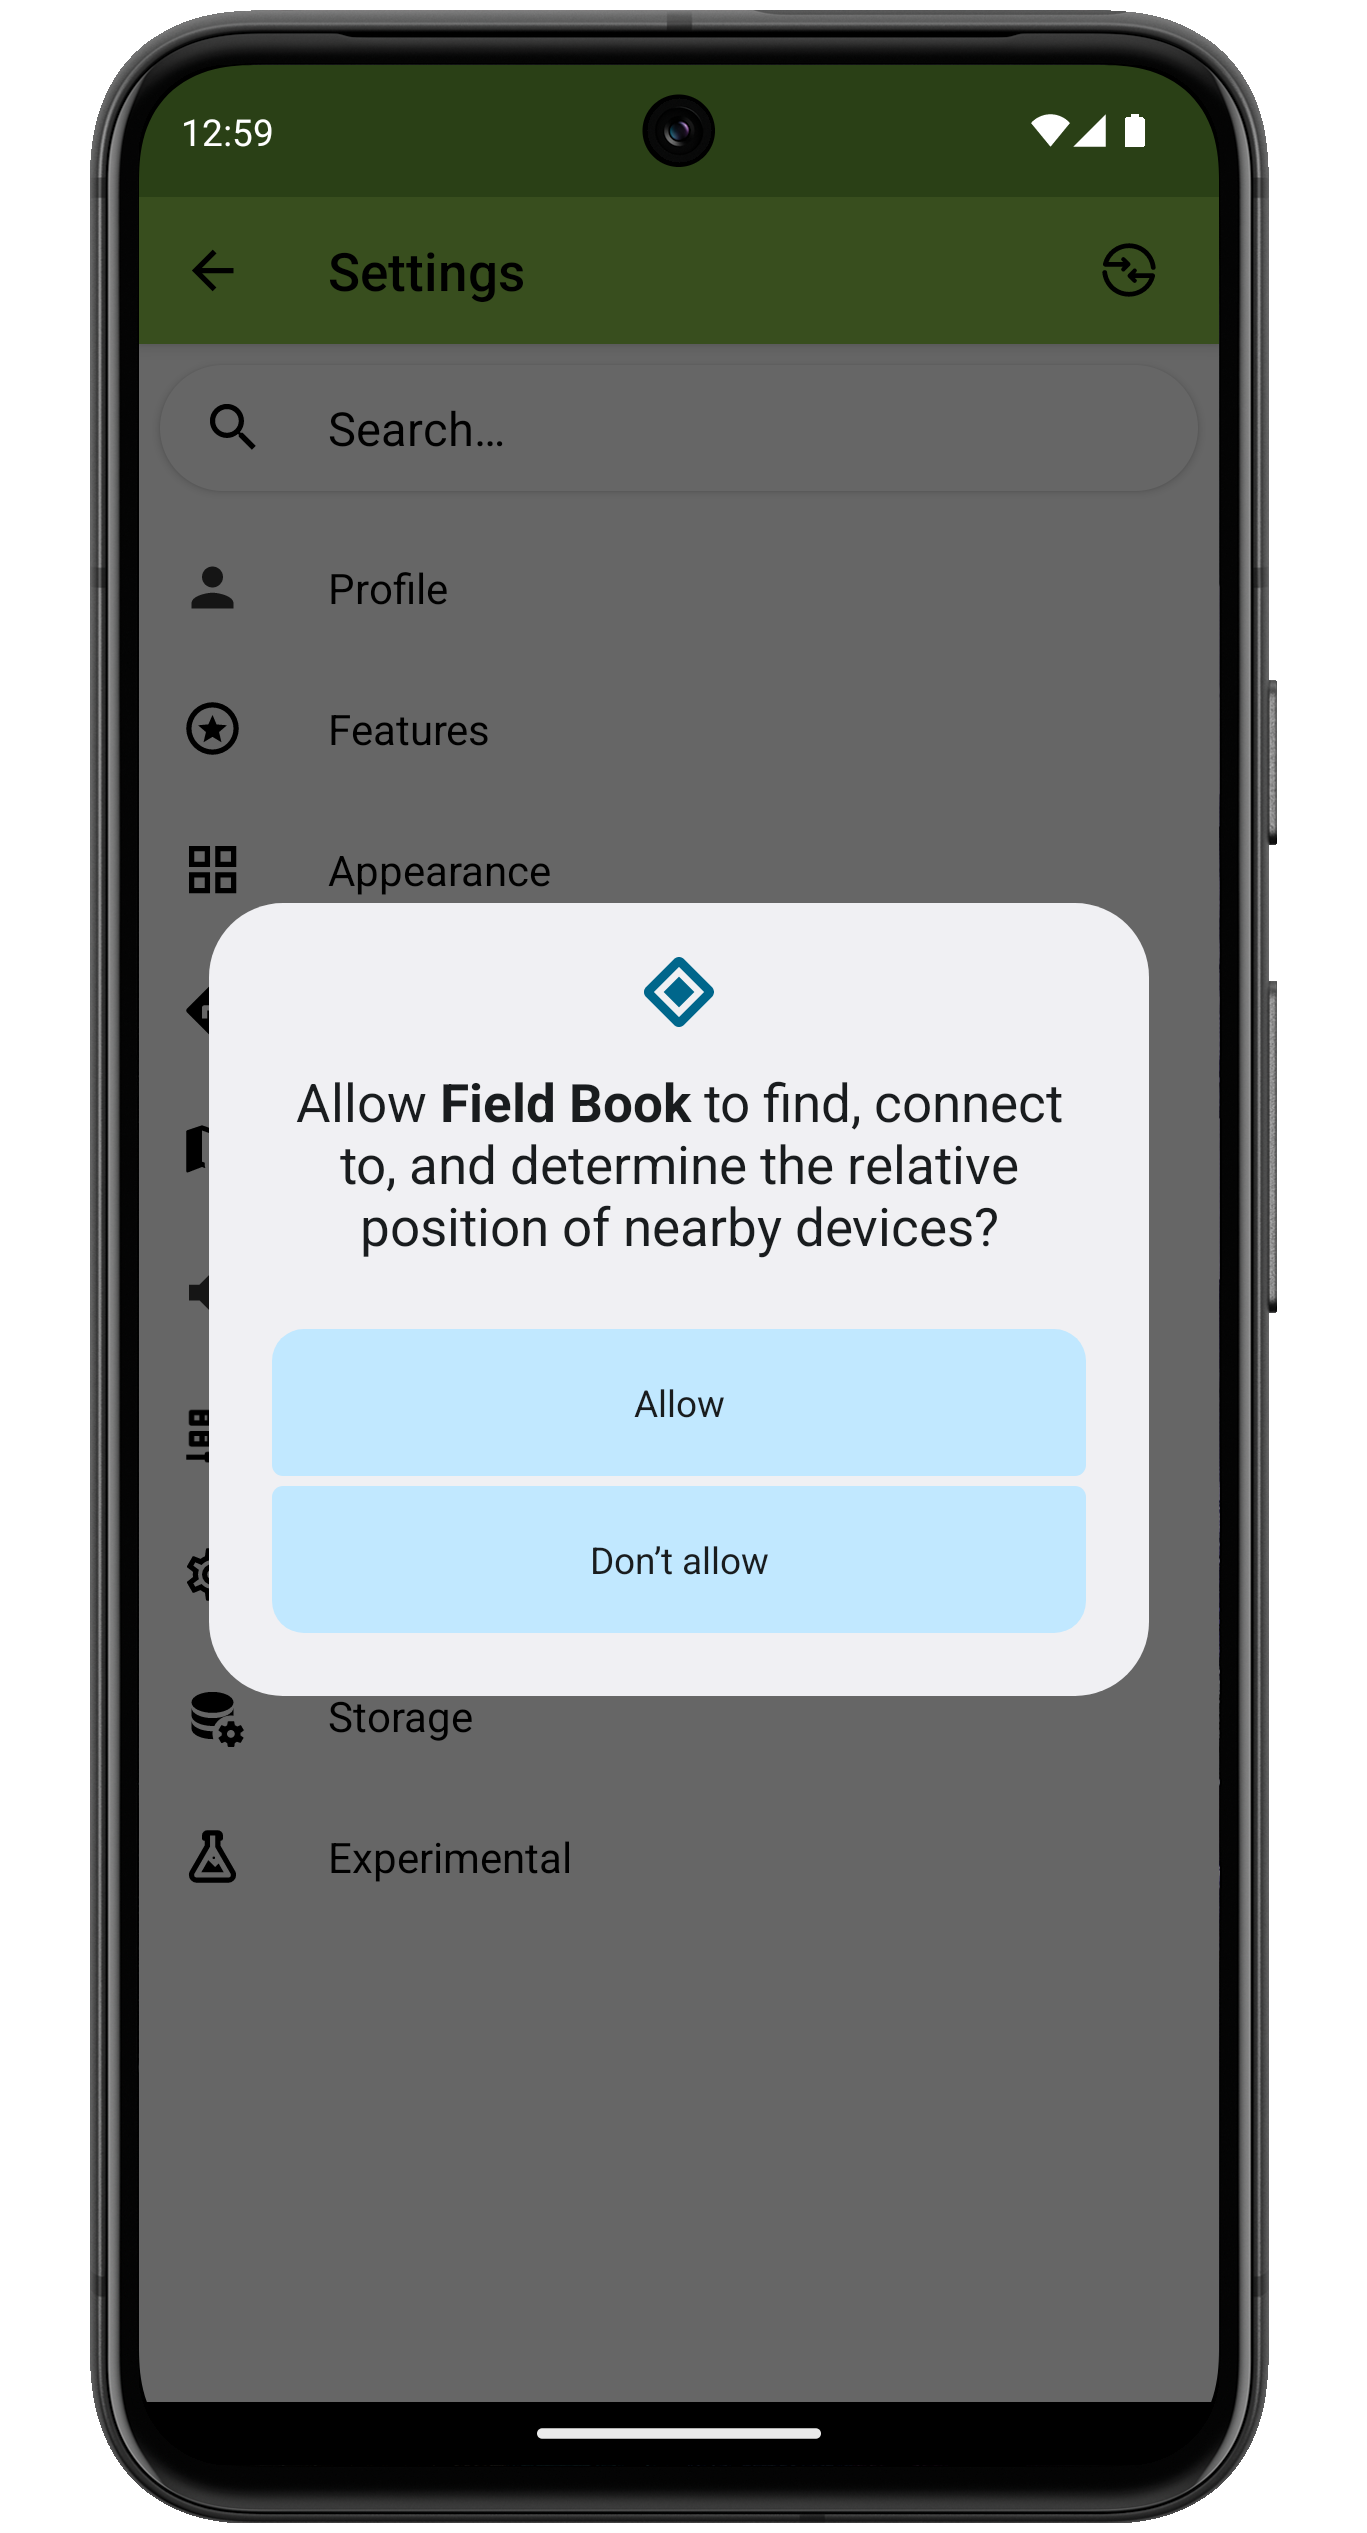 12:59
Settings
Search...
Profile
Features
Appearance
Allow Field Book to find, connect
to, and determine the relative
position of nearby devices?
Allow
Don’t allow
Storage
Experimental